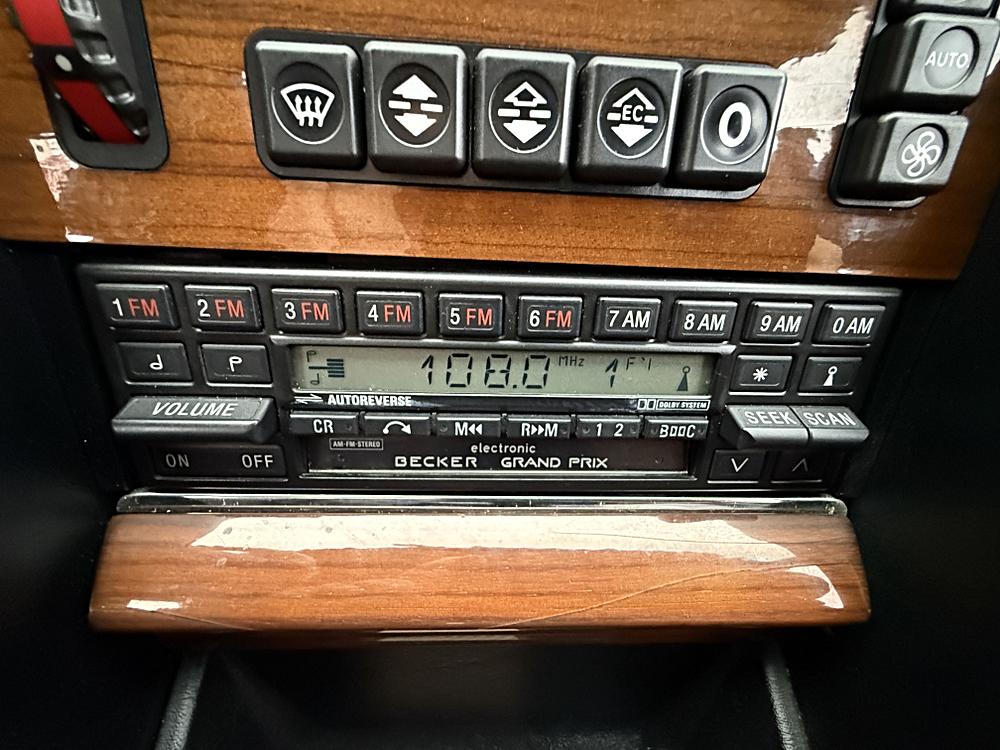 AUTO.
EC
0
1 FM 2 FM 3 FM 4 FM 5 FM 6 FM 7 AM 8 AM 9 AM 0 AM
108.0 MHz 1
*
VOLUME
AUTOREVERSE
DOLBY SYSTEM
SEEK SCAN
CR M R M 1 2 B C
AM-FM-STEREO
electronic
ON OFF
BECKER GRAND PRIX